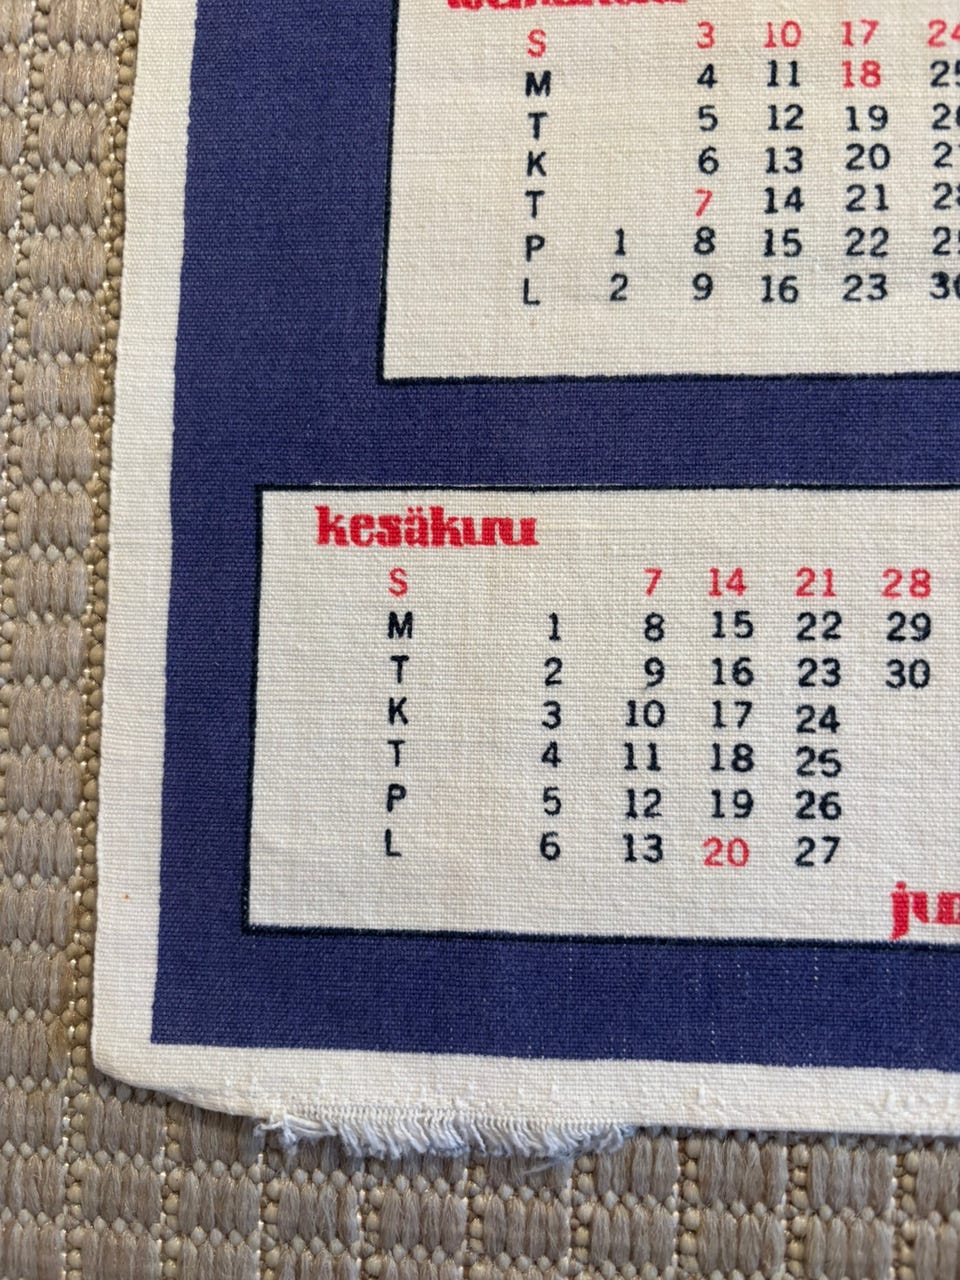 S 3 10 17 24
M 4 11 18 25
T 5 12 19
K 6 13 20
T 7 14 21
P 1 8 15 22
L 2 9 16 23 30
kesäkuu
S 7 14 21 28
M 1 8 15 22 29
T 2 9 16 23 30
K 3 10 17 24
T 4 11 18 25
P 5 12 19 26
L 6 13 20 27